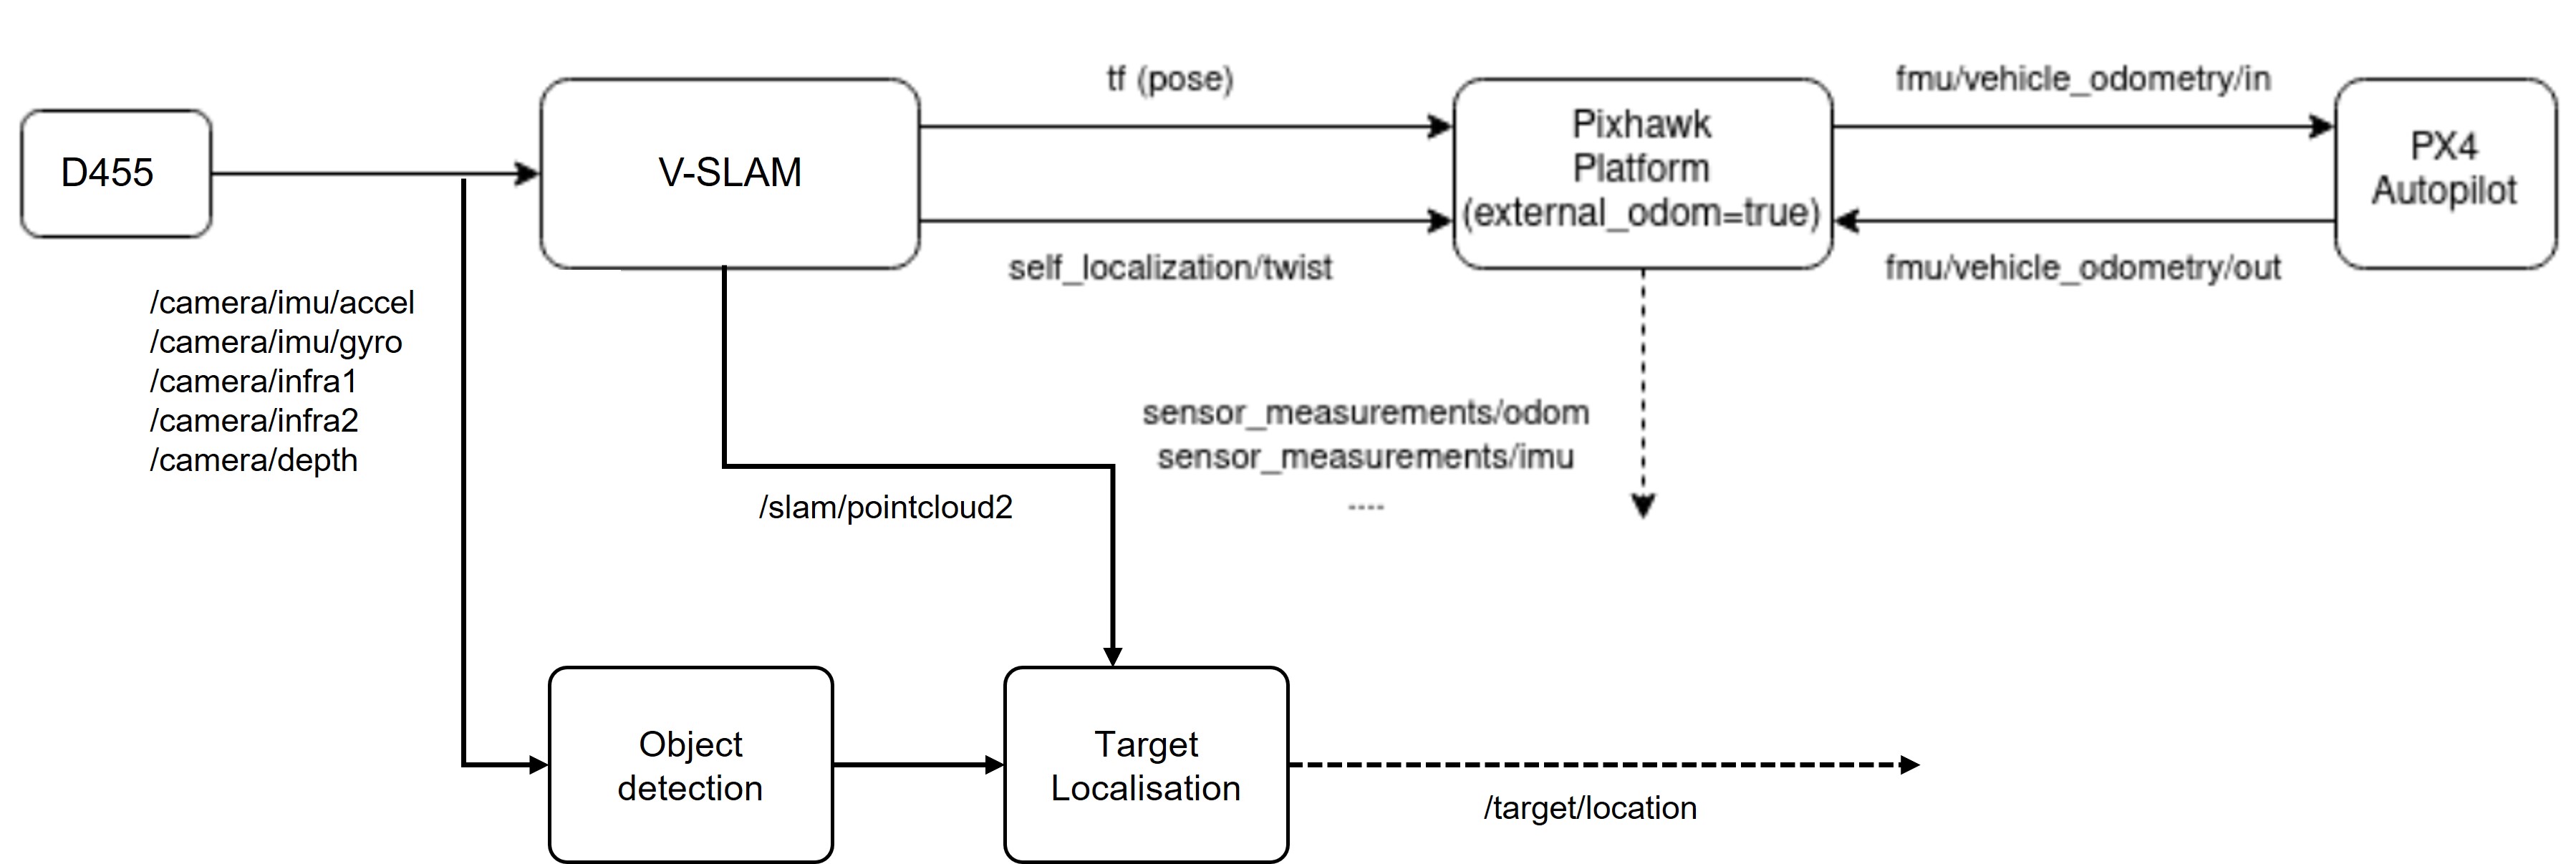 tf (pose)
fmu/vehicle_odometry/in
D455
V-SLAM
Pixhawk
Platform
(external_odom=true)
PX4
Autopilot
self_localization/twist
fmu/vehicle_odometry/out
/camera/imu/accel
/camera/imu/gyro
/camera/infra1
/camera/infra2
/camera/depth
sensor_measurements/odom
sensor_measurements/imu
----
/slam/pointcloud2
Object
detection
Target
Localisation
/target/location